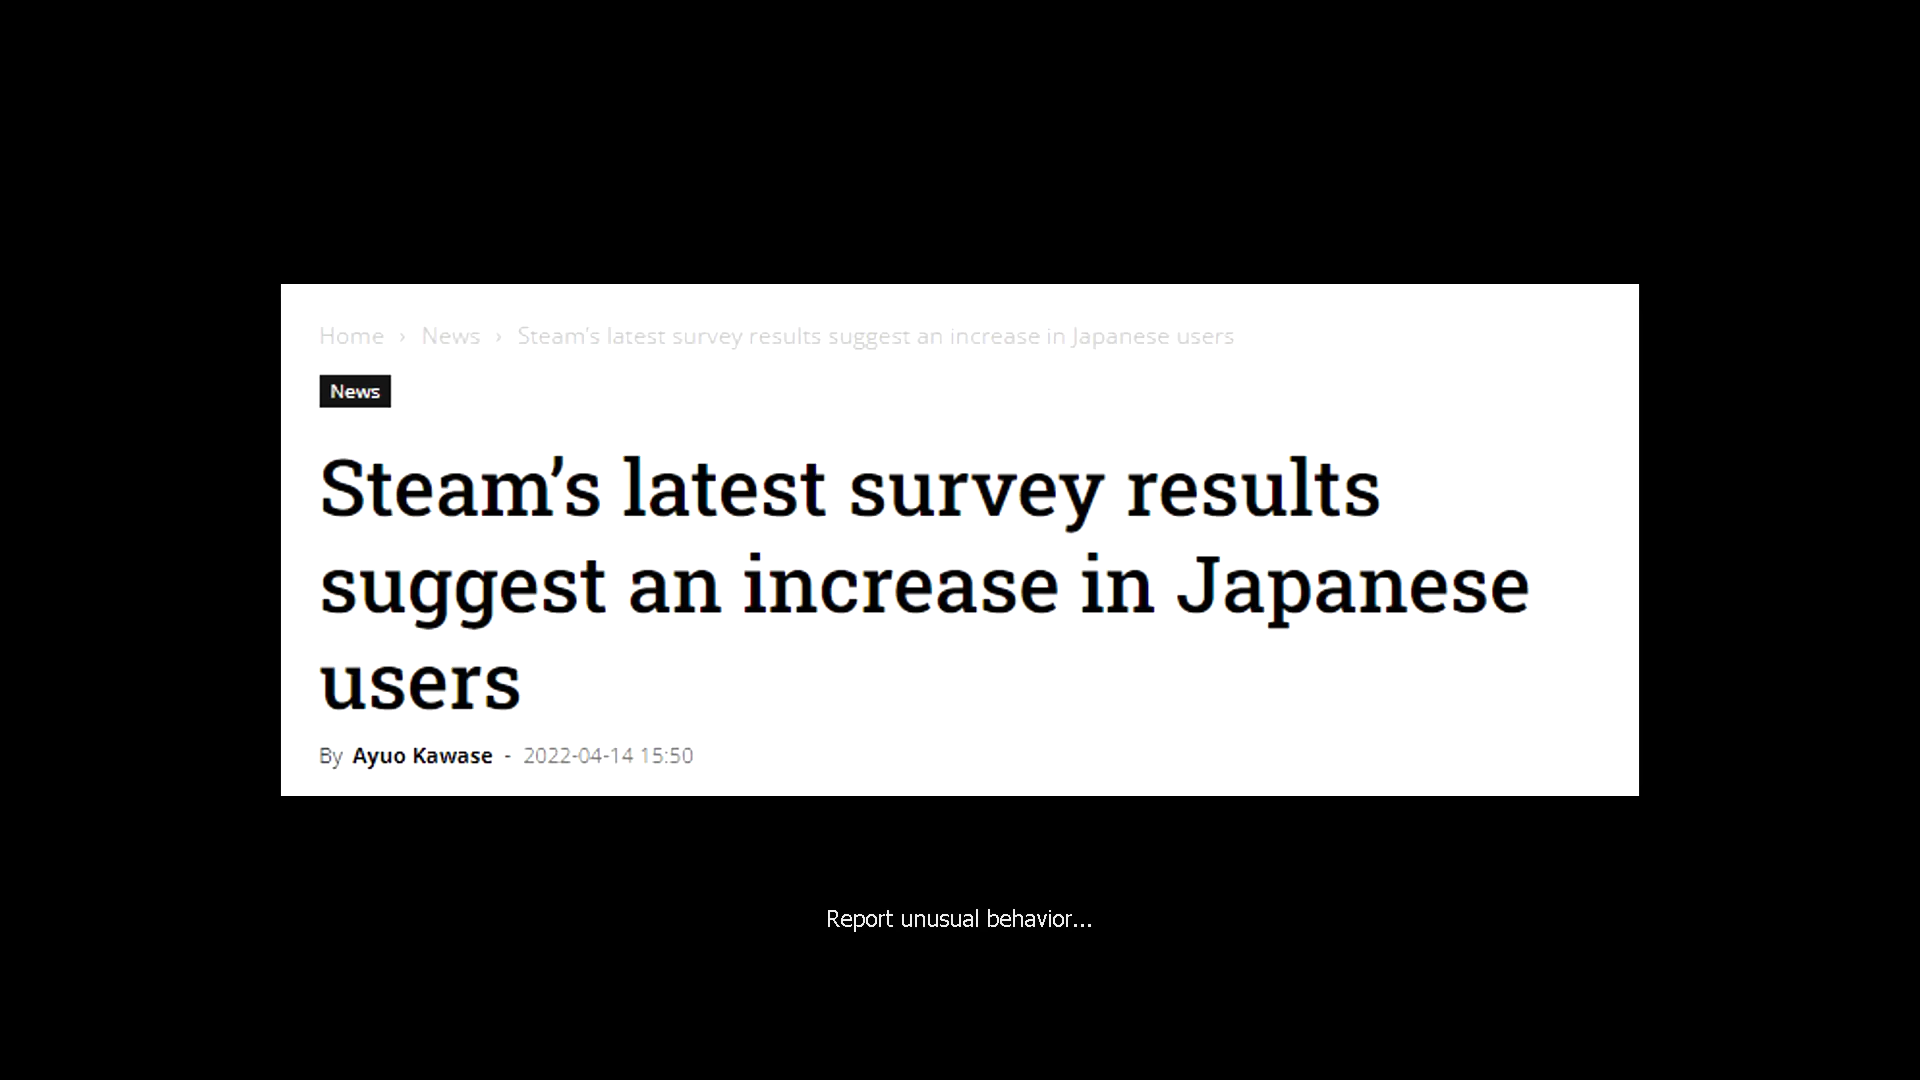 Home › News › Steam's latest survey results suggest an increase in Japanese users
News
Steam’s latest survey results
suggest an increase in Japanese
users
By Ayuo Kawase - 2022-04-14 15:50
Report unusual behavior...